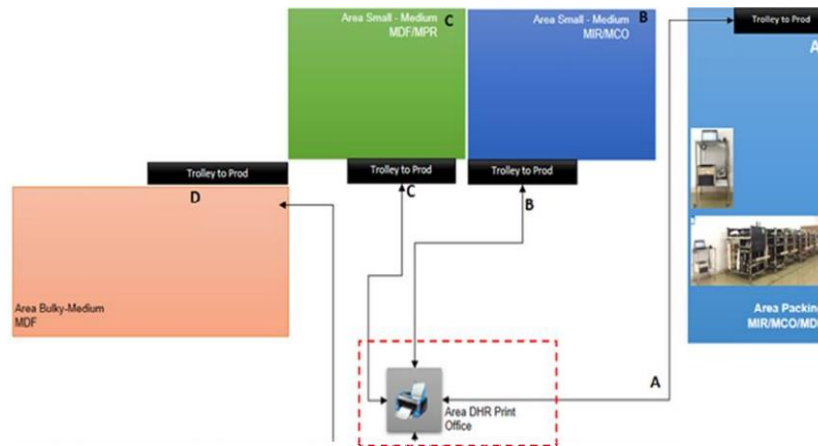 Area Small - Medium C
MDF/MPR
Area Small - Medium B
MIR/MCO
Trolley to Prod
A
Trolley to Prod
Trolley to Prod
Trolley to Prod
D
C
B
Area Bulky-Medium
MDF
Area Packin
MIR/MCO/MD
A
Area DHR Print
Office